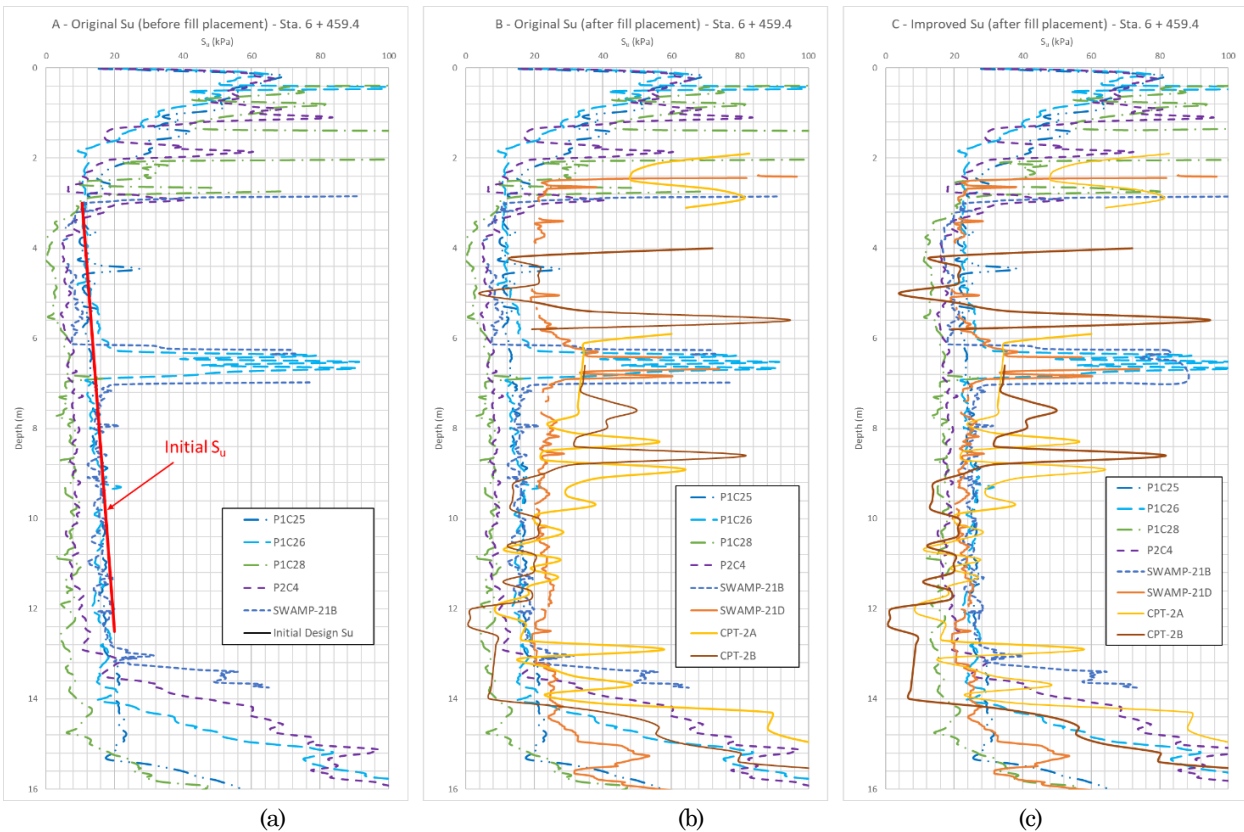 A - Original Su (before fill placement) - Sta. 6 + 459.4
Su (kPa)
0 20 40 60 80 100
0
2
4
6
8
10
12
14
16
Depth (m)
Initial Su
P1C25
P1C26
P1C28
P2C4
SWAMP-21B
Initial Design Su
(a)
B - Original Su (after fill placement) - Sta. 6 + 459.4
Su (kPa)
0 20 40 60 80 100
0
2
4
6
8
10
12
14
16
Depth (m)
P1C25
P1C26
P1C28
P2C4
SWAMP-21B
SWAMP-21D
CPT-2A
CPT-2B
(b)
C - Improved Su (after fill placement) - Sta. 6 + 459.4
Su (kPa)
0 20 40 60 80 100
0
2
4
6
8
10
12
14
16
Depth (m)
P1C25
P1C26
P1C28
P2C4
SWAMP-21B
SWAMP-21D
CPT-2A
CPT-2B
(c)